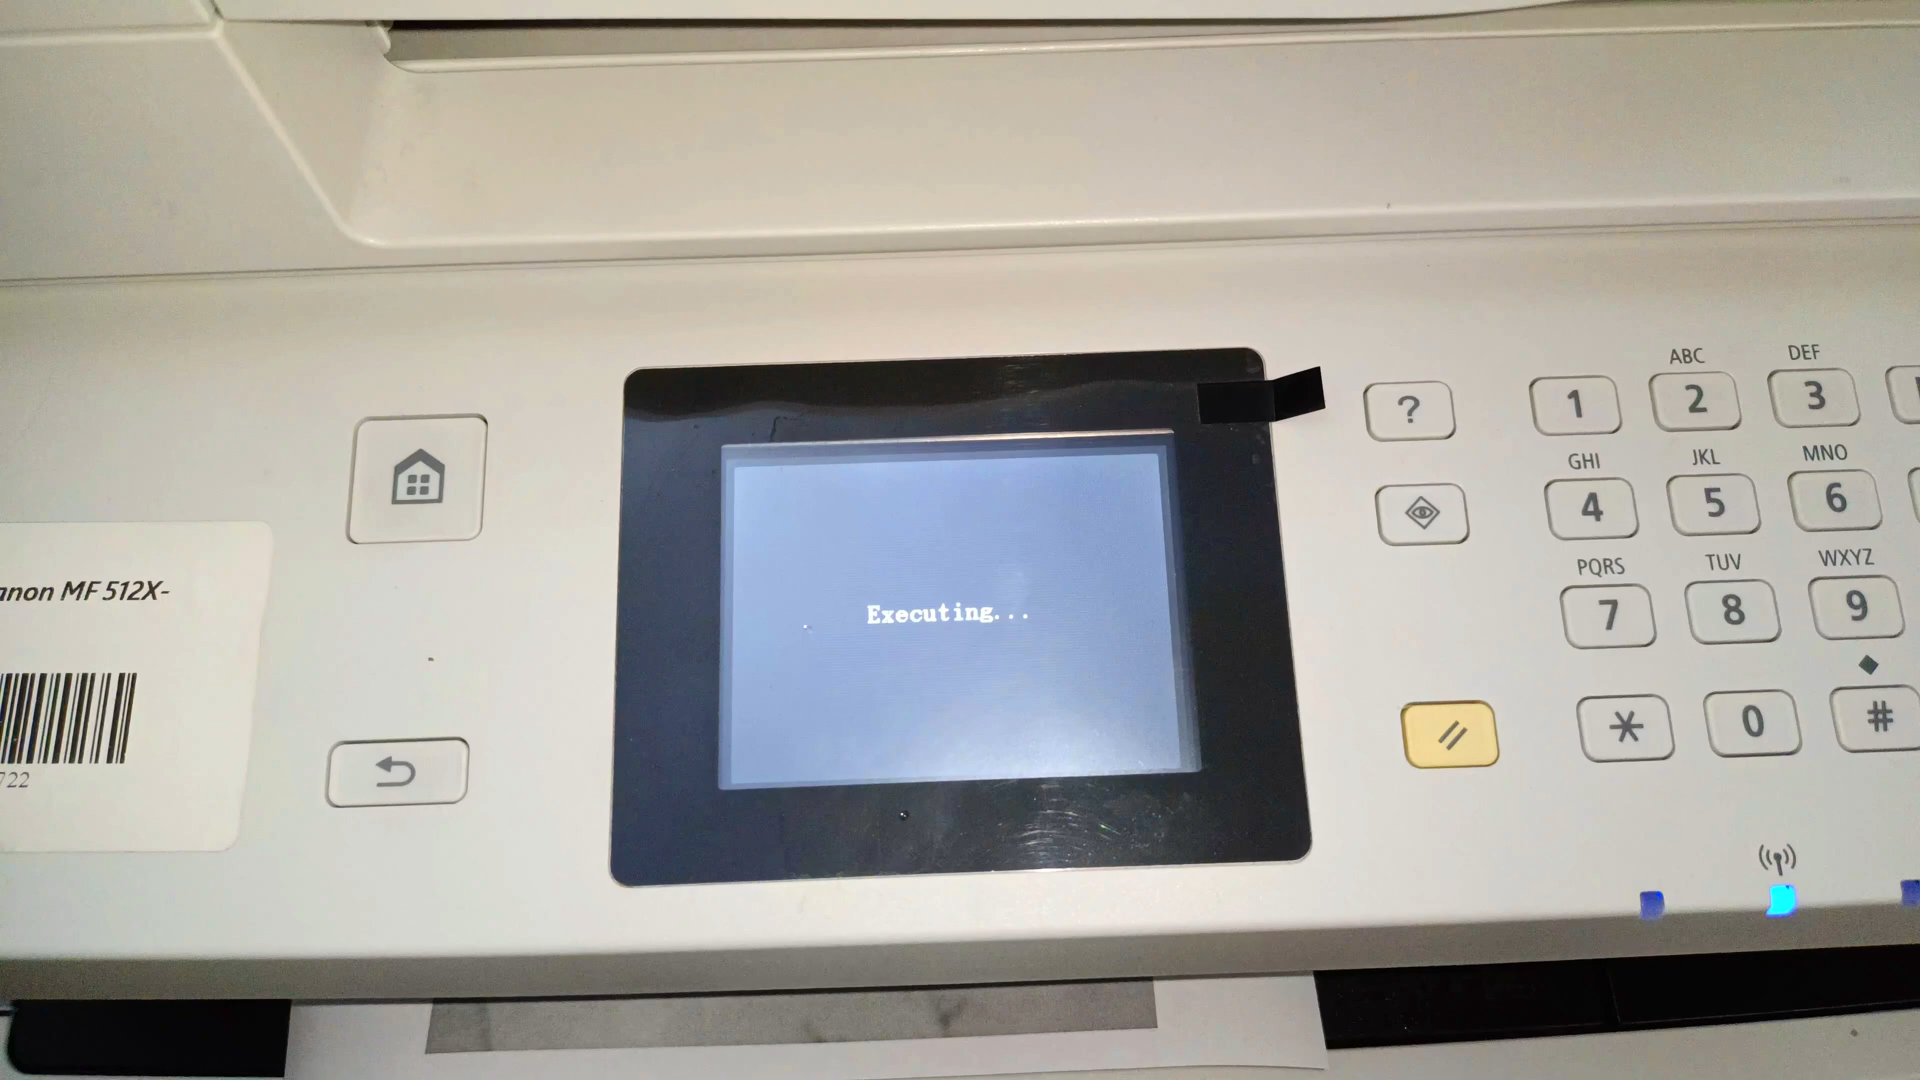 anon MF 512X-
722
Executing...
?
ABC
DEF
1
2
3
GHI
JKL
MNO
4
5
6
PQRS
TUV
WXYZ
7
8
9
*
0
#